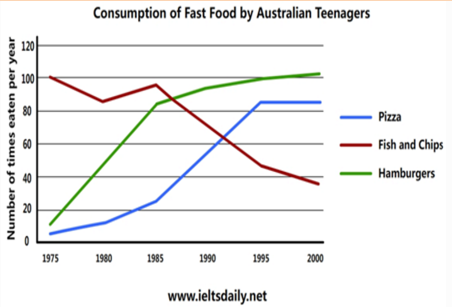 Consumption of Fast Food by Australian Teenagers
Number of times eaten per year
120
100
80
60
40
20
0
1975 1980 1985 1990 1995 2000
Pizza
Fish and Chips
Hamburgers
www.ieltsdaily.net